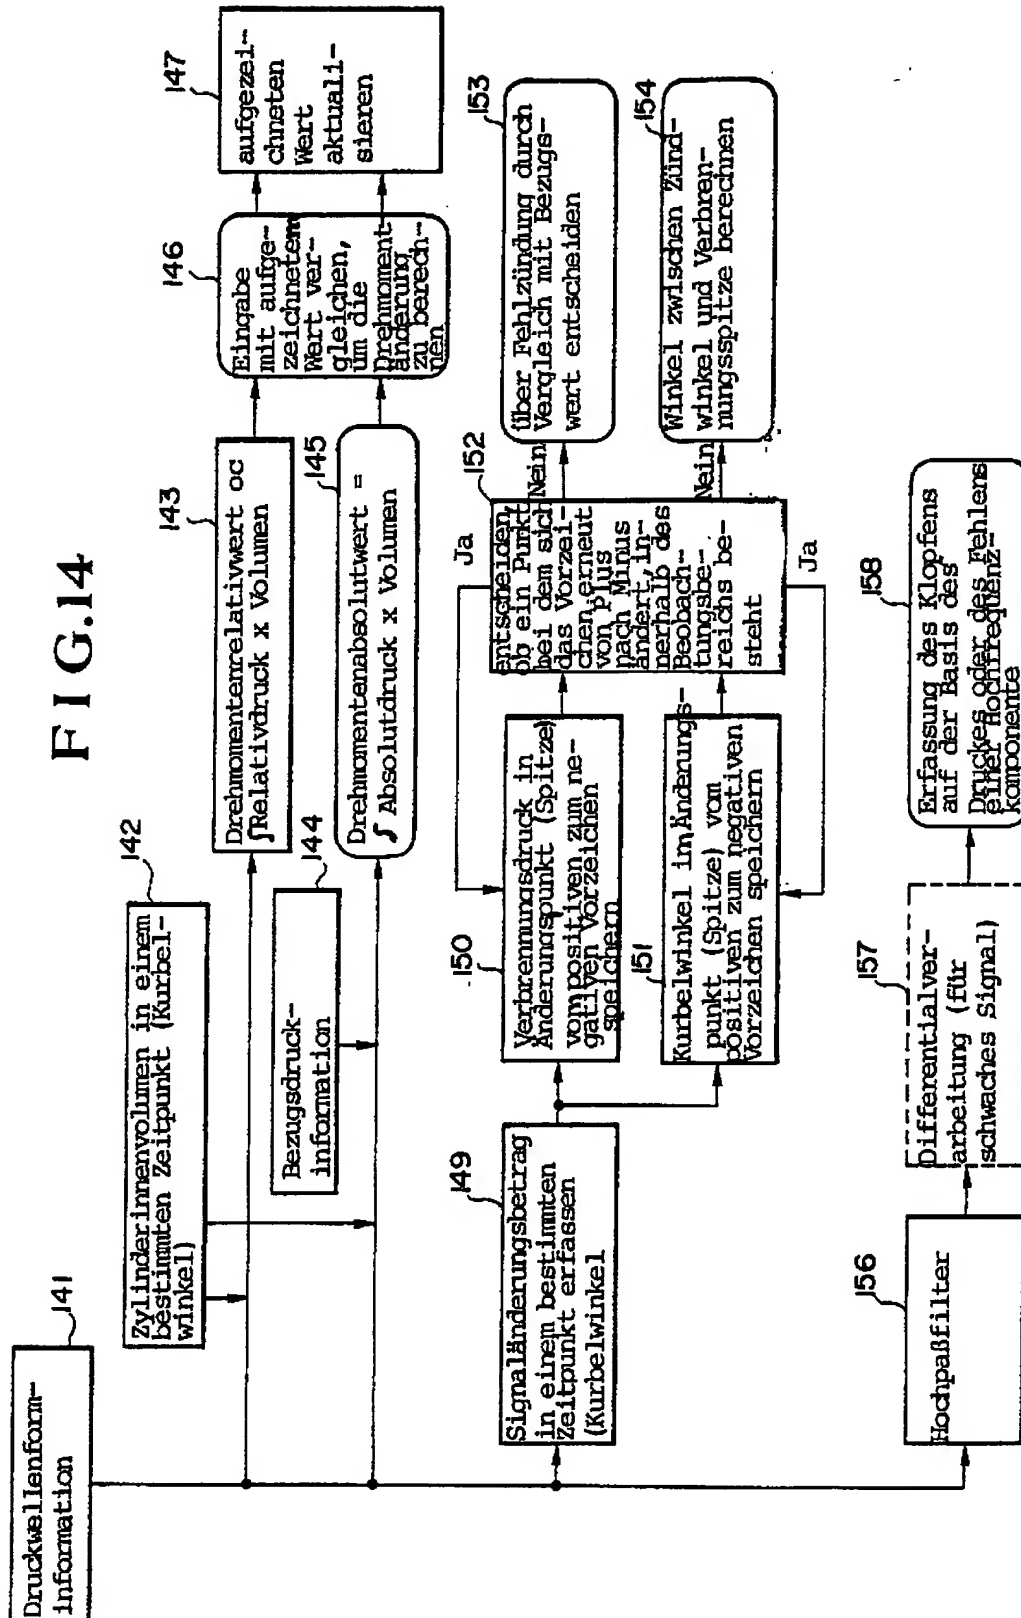 FIG.14
141
Druckwellenform-
information
142
Zylinderinnenvolumen in einem
bestimmten Zeitpunkt (Kurbel-
winkel)
143
Drehmomentenrelativwert ∝
∫Relativdruck x Volumen
144
Bezugsdruck-
information
145
Drehmomentenabsolutwert =
∫ Absolutdruck x Volumen
146
Eingabe
mit aufge-
zeichnetem
Wert ver-
gleichen,
um die
Drehmoment
änderung
zu berech-
nen
147
aufgezei-
chneten
Wert
aktuali-
sieren
149
Signaländerungsbetrag
in einem bestimmten
Zeitpunkt erfassen
(Kurbelwinkel
150
Verbrennungsdruck in
Änderungspunkt (Spitze)
vom positiven zum ne-
gativen Vorzeichen
speichern
151
Kurbelwinkel im Änderungs-
punkt (Spitze) vom
positiven zum negativen
Vorzeichen speichern
152
entscheiden,
ob ein Punkt,
bei dem sich
das Vorzei-
chen erneut
von Plus
nach Minus
ändert, in-
nerhalb des
Beobach-
tungsbe-
reichs be-
steht
Ja
Ja
Nein
Nein
153
über Fehlzündung durch
Vergleich mit Bezugs-
wert entscheiden
154
Winkel zwischen Zünd-
winkel und Verbren-
nungsspitze berechnen
156
Hochpaßfilter
157
Differentialver-
arbeitung (für
schwaches Signal)
158
Erfassung des Klopfens
auf der Basis des
Druckes oder des Fehlens
einer Hochfrequenz-
komponente